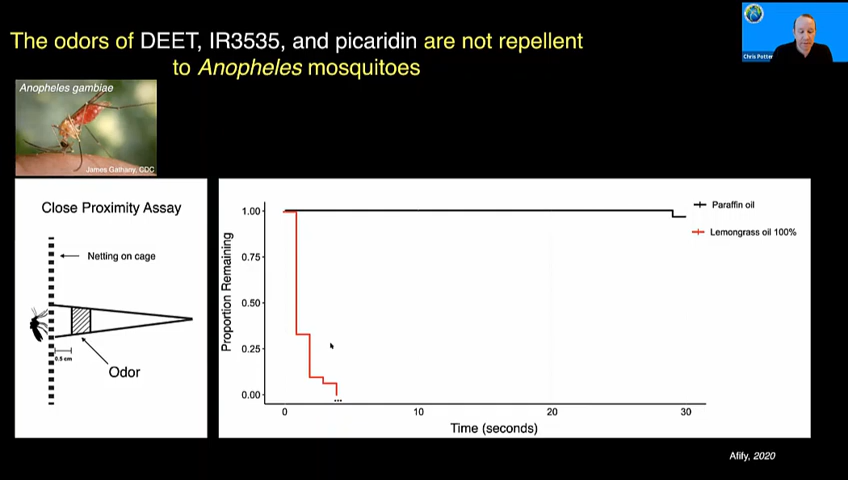 The odors of DEET, IR3535, and picaridin are not repellent
to Anopheles mosquitoes
Chris Potter
Anopheles gambiae
James Gathany, CDC
Close Proximity Assay
Netting on cage
0.5 cm
Odor
Proportion Remaining
1.00
0.75
0.50
0.25
0.00
...
0
10
20
30
Time (seconds)
Paraffin oil
Lemongrass oil 100%
Afify, 2020